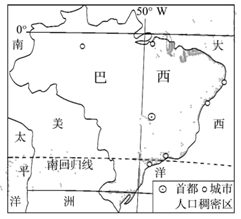 50° W
0°
南 大
巴 西
美 西
太
南回归线
平 洋
洋 洲
⊙ 首都 ○ 城市
人口稠密区